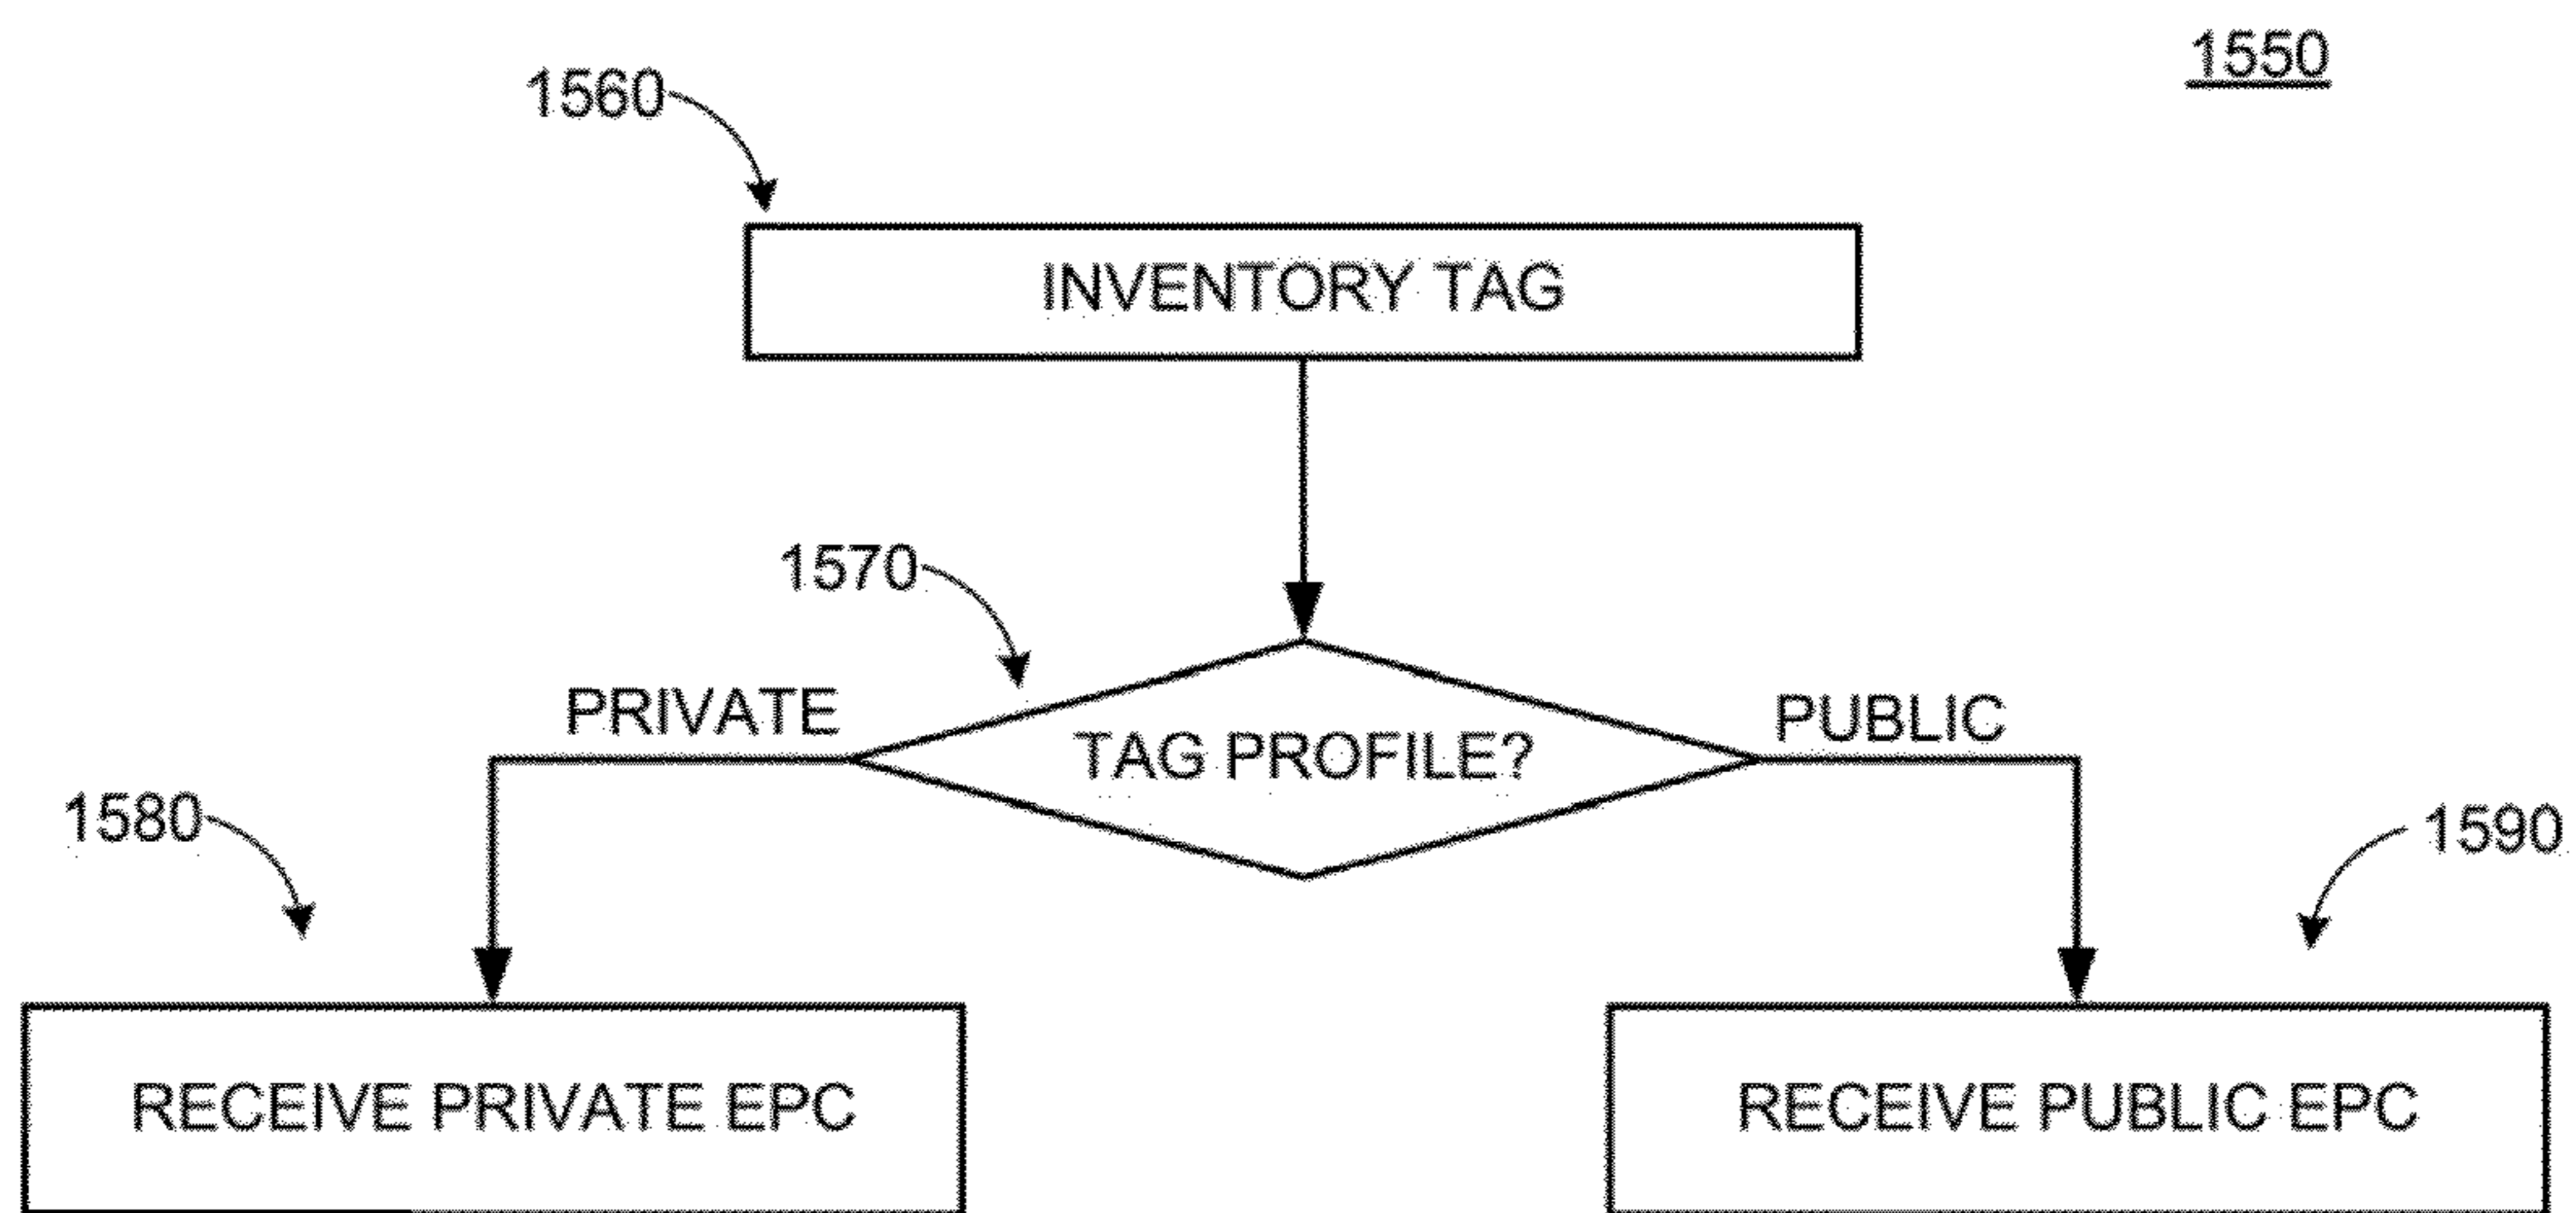 1550
1560
INVENTORY TAG
1570
PRIVATE
TAG PROFILE?
PUBLIC
1580
1590
RECEIVE PRIVATE EPC
RECEIVE PUBLIC EPC